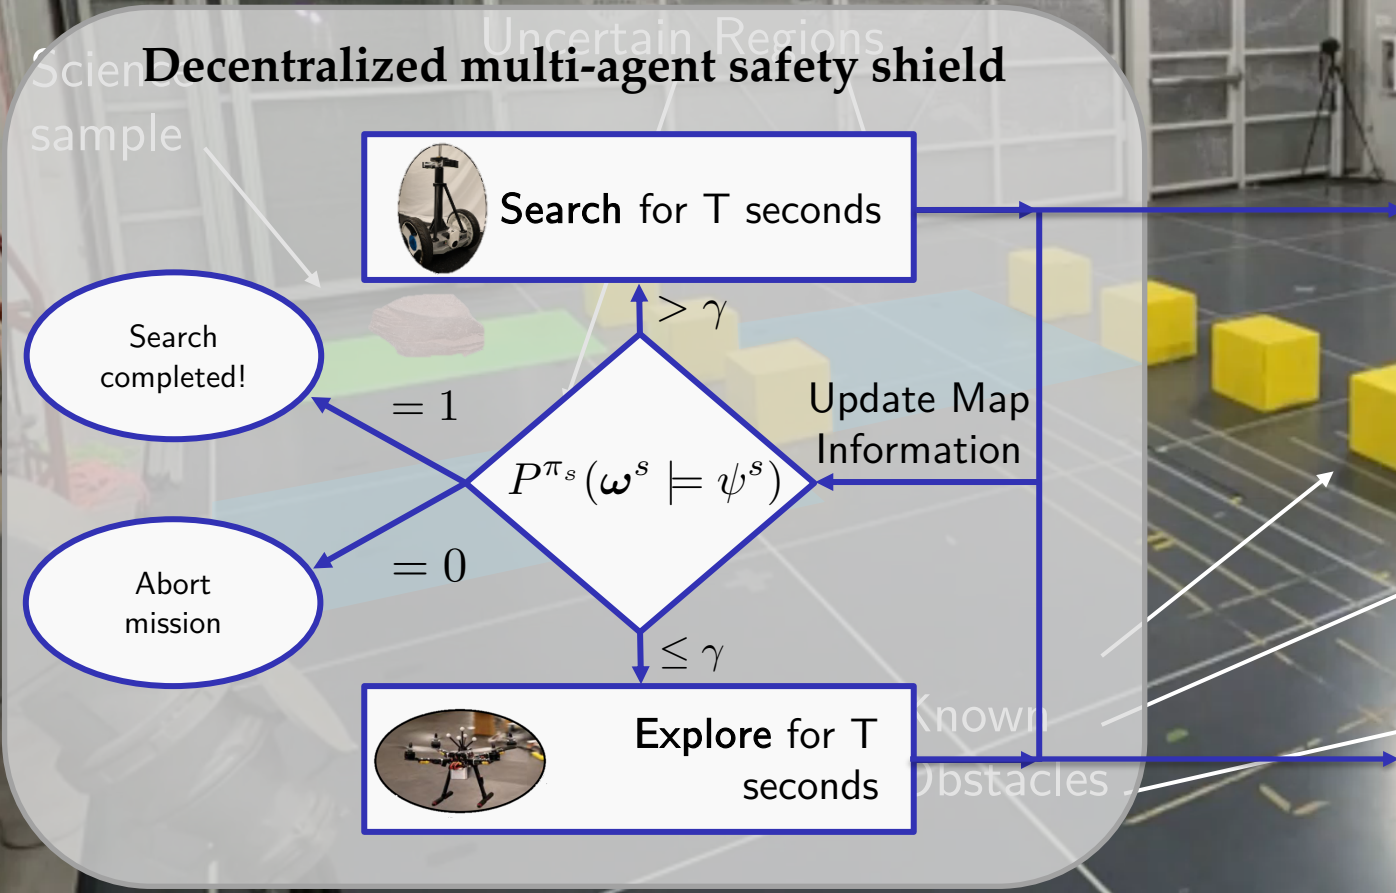 Uncertain Regions
Science
sample
Decentralized multi-agent safety shield
Search for T seconds
> γ
Search
completed!
= 1
Update Map
Information
P^{π_s}(ω^s ⊨ ψ^s)
= 0
Abort
mission
≤ γ
Explore for T
seconds
Known
Obstacles